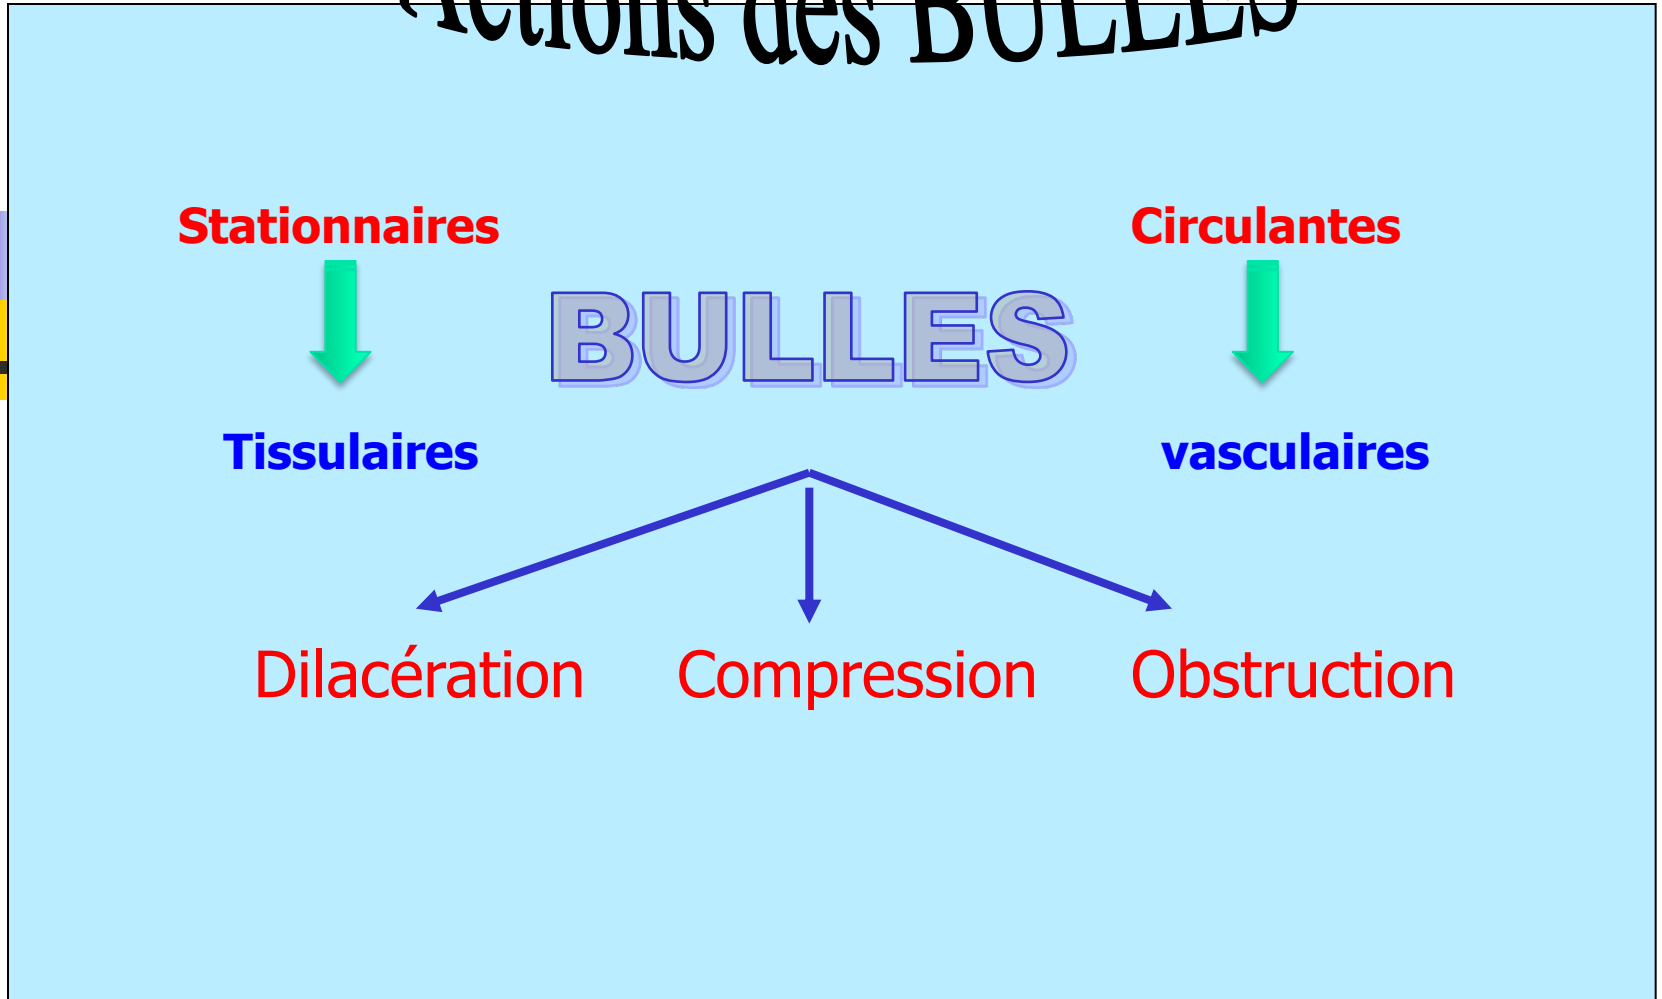 Actions des BULLES
Stationnaires
Circulantes
BULLES
Tissulaires
vasculaires
Dilacération
Compression
Obstruction